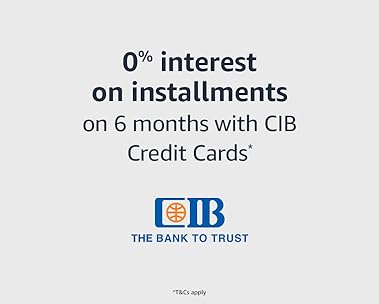 0% interest
on installments
on 6 months with CIB
Credit Cards*
CIB
THE BANK TO TRUST
*T&Cs apply